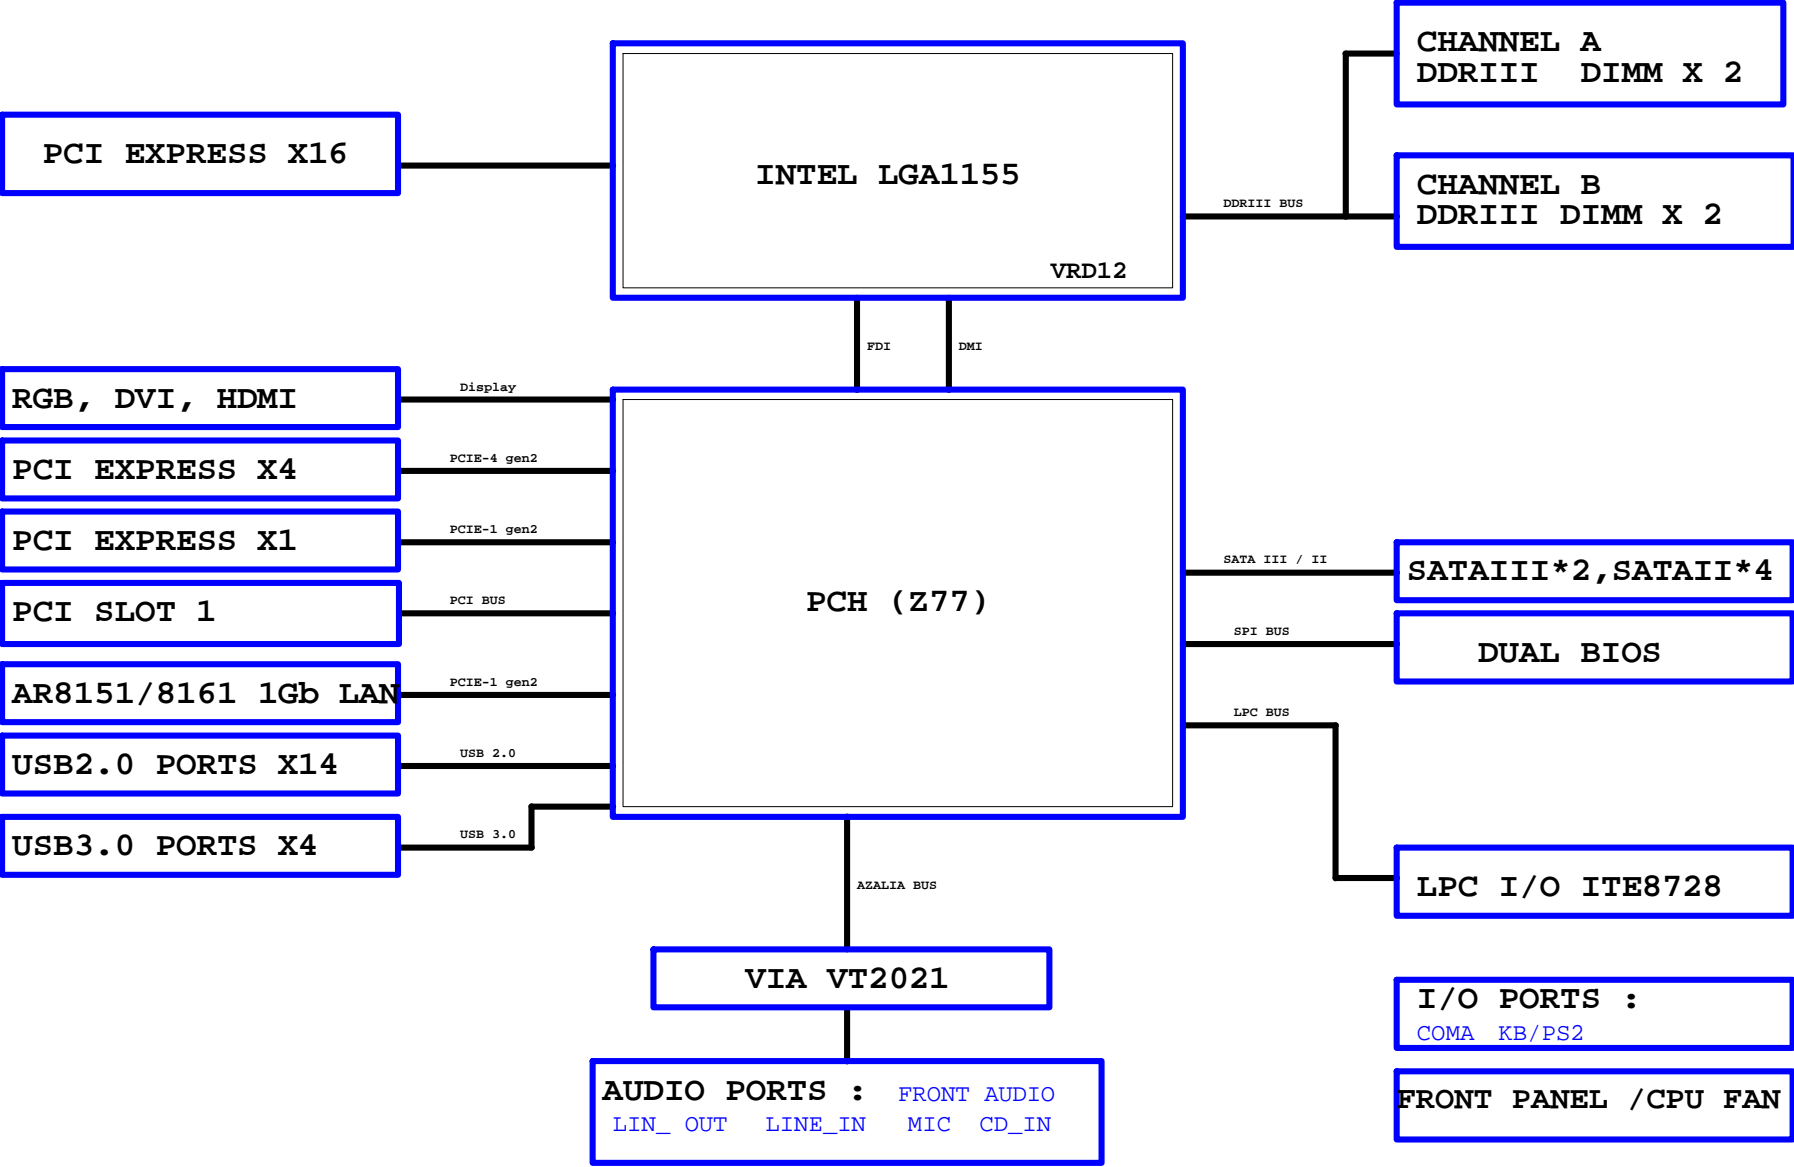 CHANNEL A
DDRIII DIMM X 2
PCI EXPRESS X16
INTEL LGA1155
VRD12
DDRIII BUS
CHANNEL B
DDRIII DIMM X 2
FDI
DMI
RGB, DVI, HDMI
Display
PCI EXPRESS X4
PCIE-4 gen2
PCI EXPRESS X1
PCIE-1 gen2
PCI SLOT 1
PCI BUS
AR8151/8161 1Gb LAN
PCIE-1 gen2
USB2.0 PORTS X14
USB 2.0
USB3.0 PORTS X4
USB 3.0
PCH (Z77)
SATA III / II
SATAIII*2,SATAII*4
SPI BUS
DUAL BIOS
LPC BUS
LPC I/O ITE8728
AZALIA BUS
VIA VT2021
AUDIO PORTS : FRONT AUDIO
LIN_ OUT LINE_IN MIC CD_IN
I/O PORTS :
COMA KB/PS2
FRONT PANEL /CPU FAN